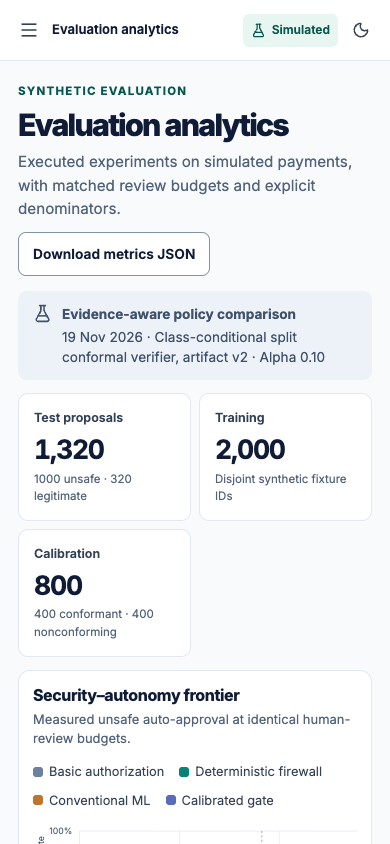 Evaluation analytics
Simulated
SYNTHETIC EVALUATION
Evaluation analytics
Executed experiments on simulated payments,
with matched review budgets and explicit
denominators.
Download metrics JSON
Evidence-aware policy comparison
19 Nov 2026 · Class-conditional split
conformal verifier, artifact v2 · Alpha 0.10
Test proposals
1,320
1000 unsafe · 320
legitimate
Training
2,000
Disjoint synthetic fixture
IDs
Calibration
800
400 conformant · 400
nonconforming
Security–autonomy frontier
Measured unsafe auto-approval at identical human-
review budgets.
Basic authorization
Deterministic firewall
Conventional ML
Calibrated gate
100%